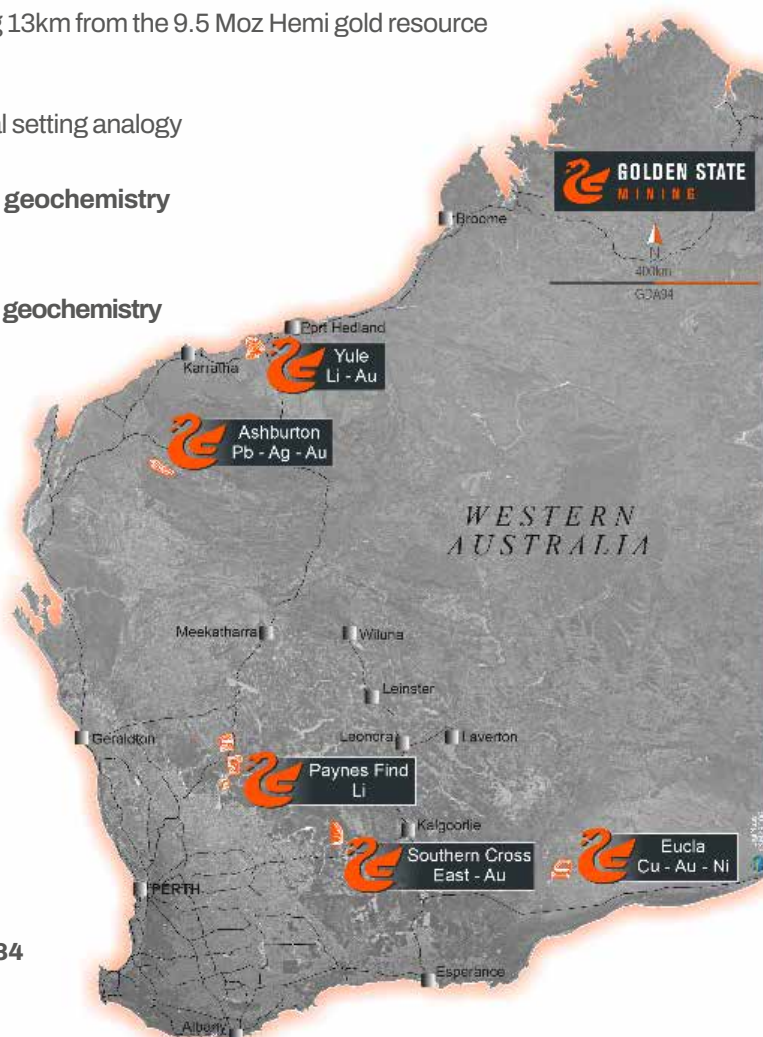 13km from the 9.5 Moz Hemi gold resource
setting analogy
geochemistry
geochemistry
GOLDEN STATE
MINING
Broome
N
400km
GDA94
Port Hedland
Karratha
Yule
Li - Au
Ashburton
Pb - Ag - Au
WESTERN
AUSTRALIA
Meekatharra
Wiluna
Leinster
Geraldton
Leonora
Laverton
Paynes Find
Li
Kalgoorlie
Southern Cross
East - Au
Eucla
Cu - Au - Ni
PERTH
Esperance
Albany